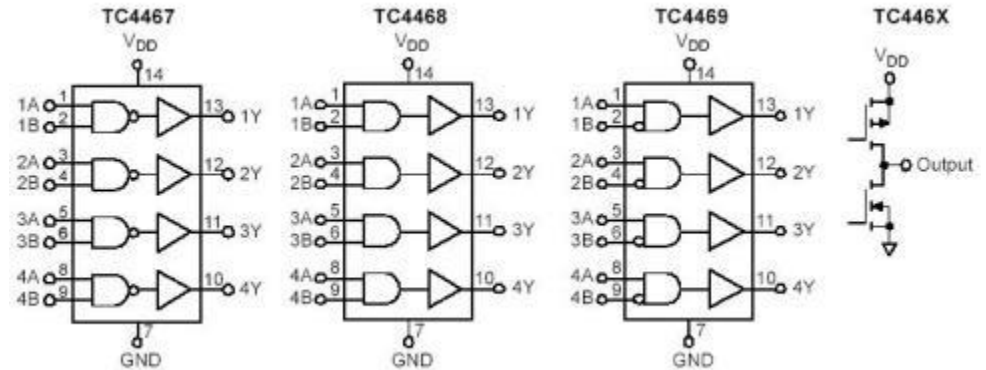 TC4467 TC4468 TC4469 TC446X
VDD VDD VDD VDD
14 14 14
1A 1 13 1Y 1A 1 13 1Y 1A 1 13 1Y
1B 2 1B 2 1B 2
2A 3 12 2Y 2A 3 12 2Y 2A 3 12 2Y
2B 4 2B 4 2B 4
Output
3A 5 11 3Y 3A 5 11 3Y 3A 5 11 3Y
3B 6 3B 6 3B 6
4A 8 10 4Y 4A 8 10 4Y 4A 8 10 4Y
4B 9 4B 9 4B 9
7 7 7
GND GND GND